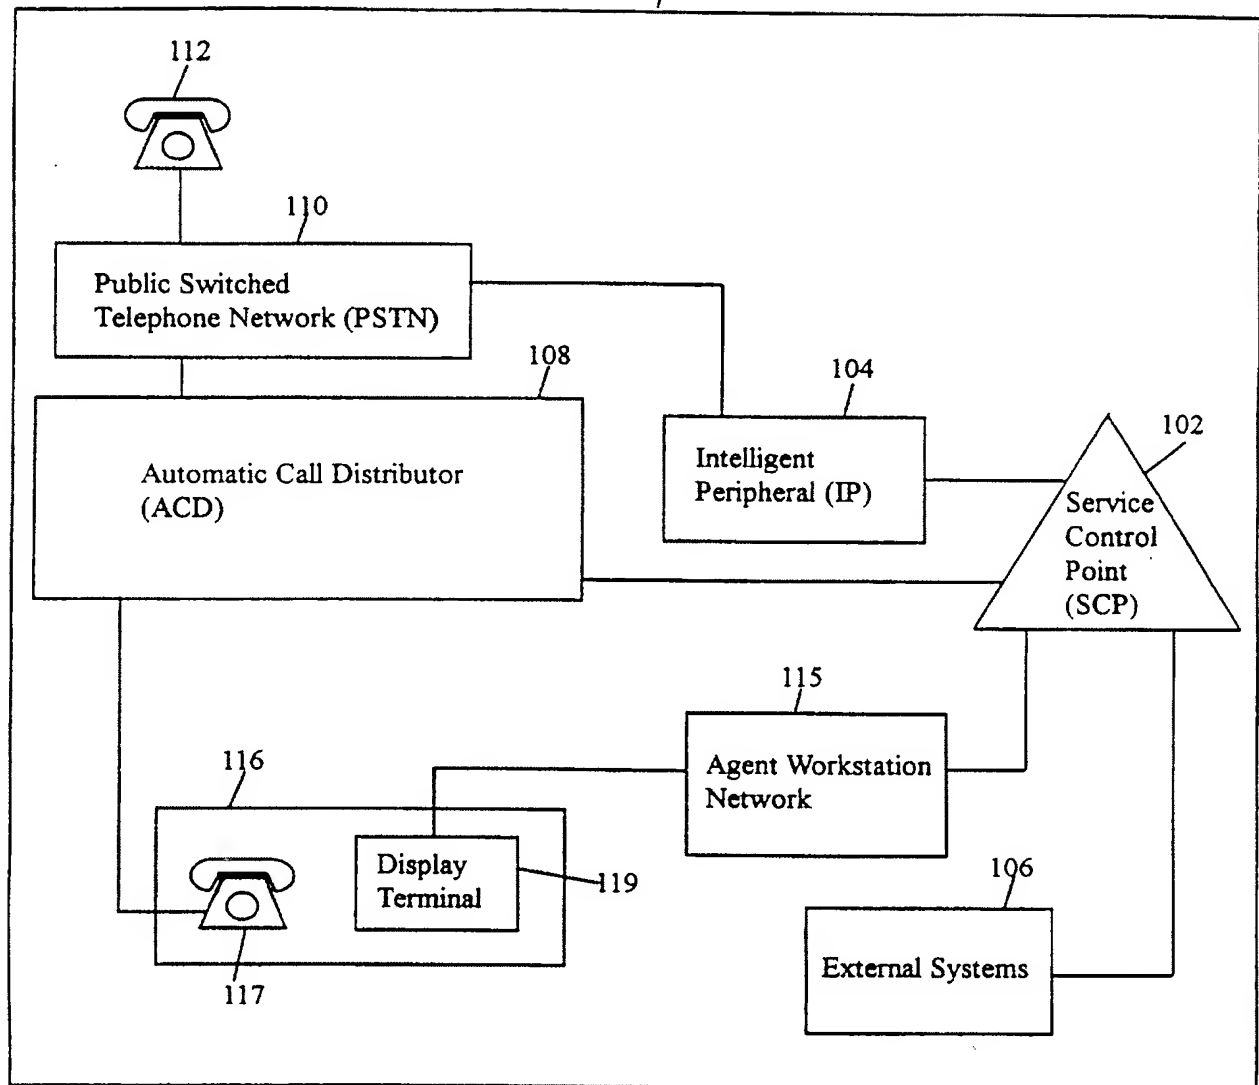 112
110
Public Switched
Telephone Network (PSTN)
108
104
102
Automatic Call Distributor
(ACD)
Intelligent
Peripheral (IP)
Service
Control
Point
(SCP)
115
116
Agent Workstation
Network
Display
Terminal
119
106
117
External Systems